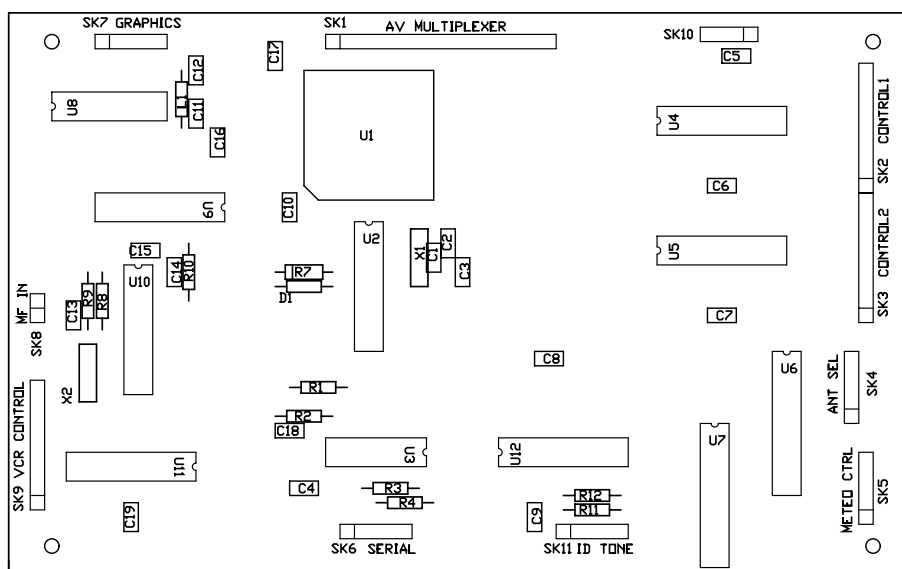 SK7 GRAPHICS
SK1
AV MULTIPLEXER
SK10
C17
C5
C12
L1
C11
U8
C16
U1
U4
SK2 CONTROL1
C6
U9
C10
U2
X1
C1
C2
C3
U5
SK3 CONTROL2
C15
C14
R10
U10
R7
D1
MF IN
SK8
C13
R9
R8
C7
C8
X2
U6
ANT SEL
SK4
R1
R2
C18
SK9 VCR CONTROL
U3
U12
U7
U11
C4
R3
R4
R12
R11
C9
C19
METEO CTRL
SK5
SK6 SERIAL
SK11 ID TONE